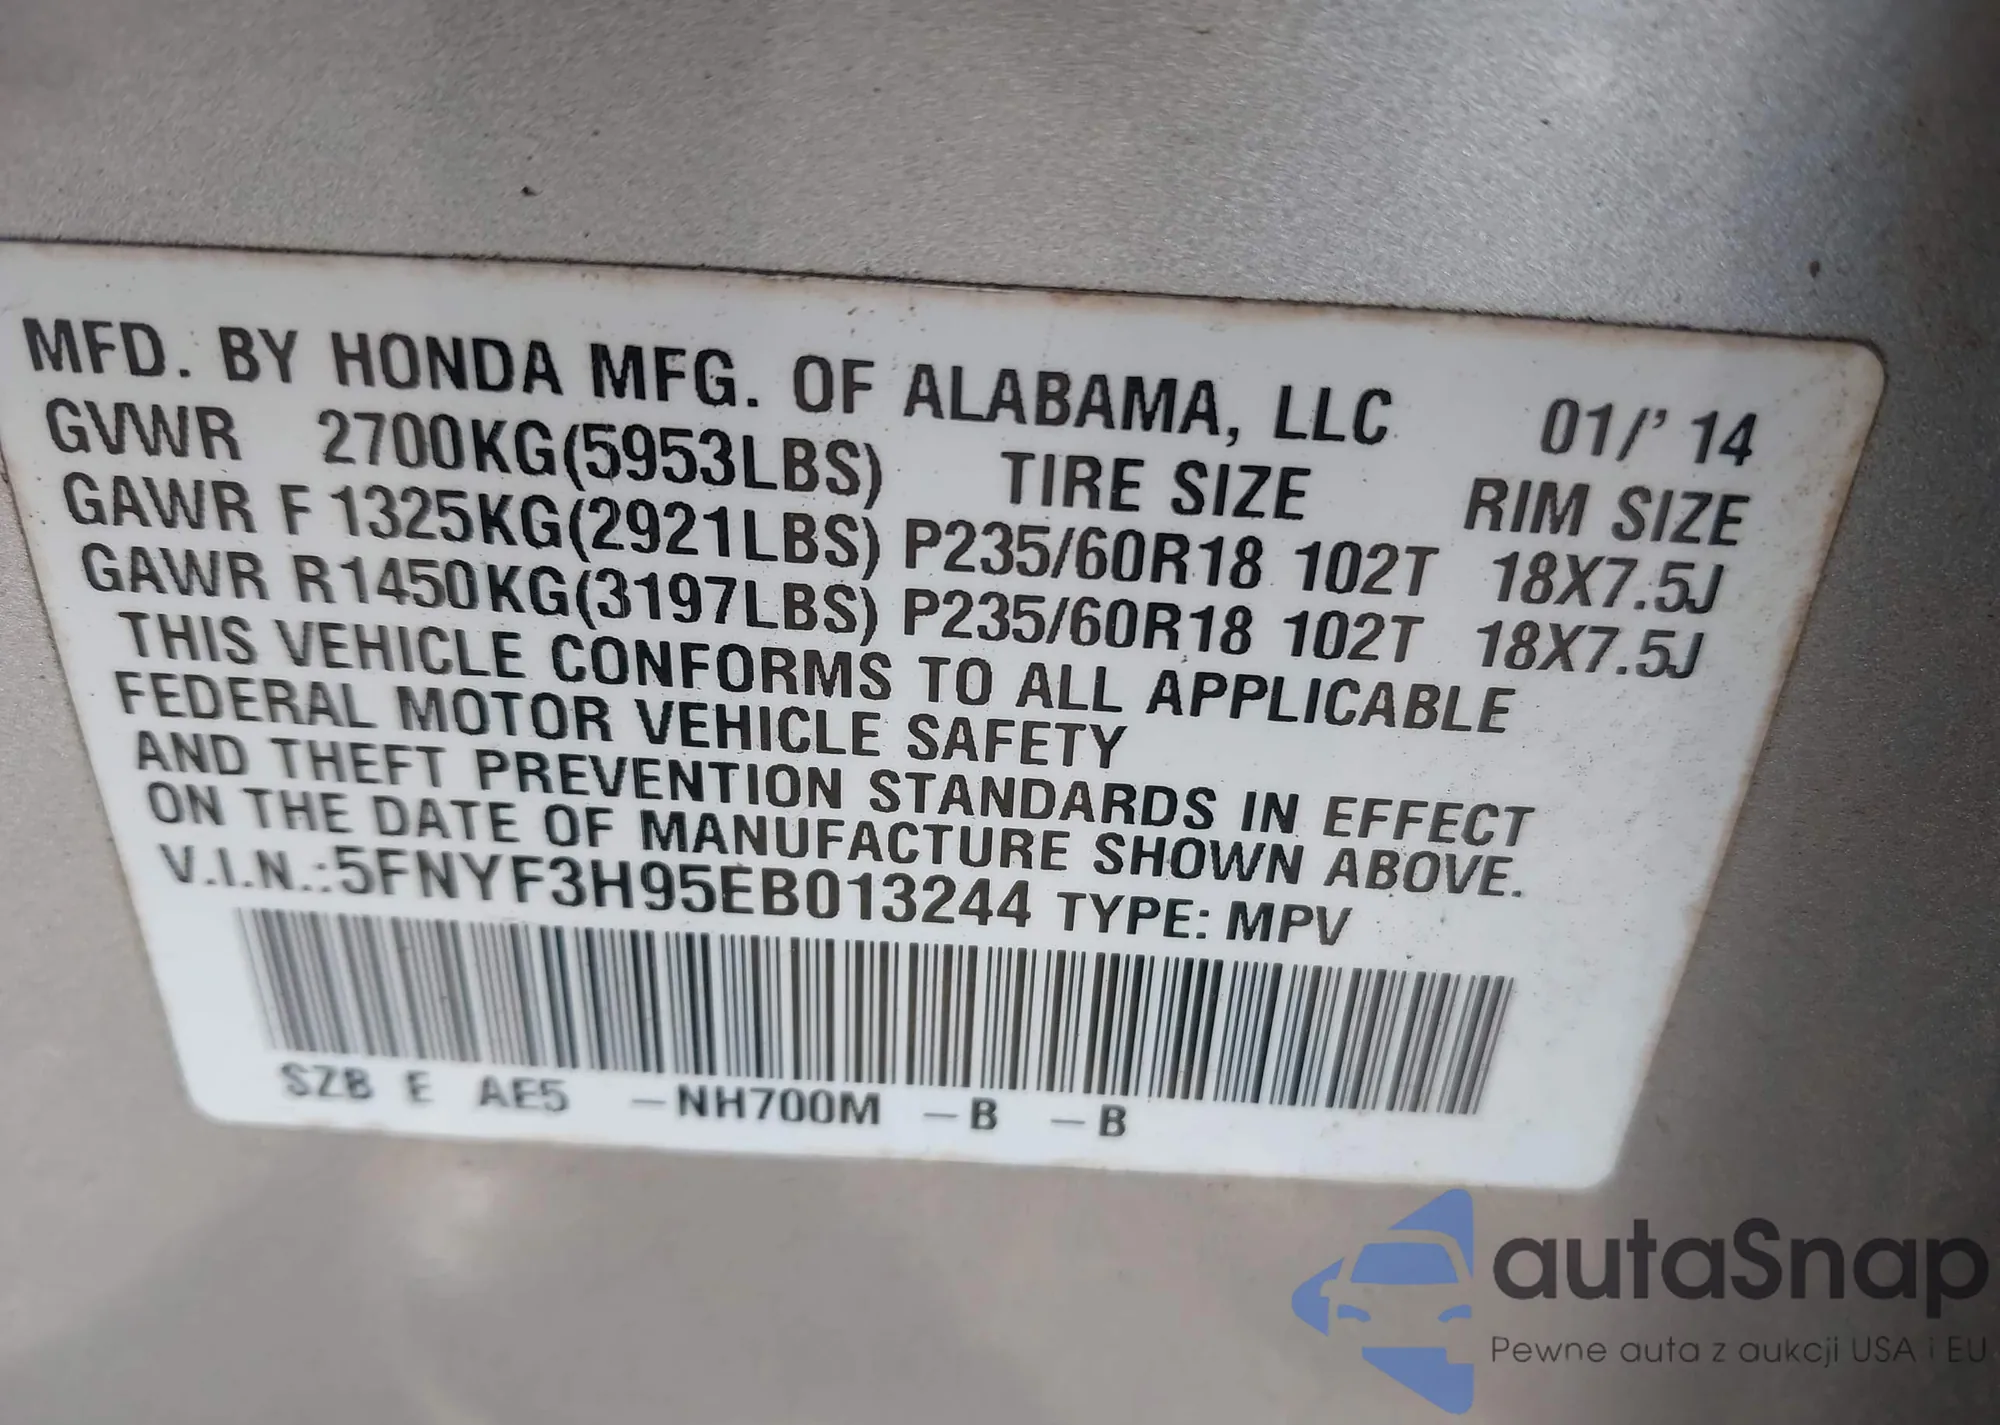 MFD. BY HONDA MFG. OF ALABAMA, LLC 01/'14
GVWR 2700KG(5953LBS) TIRE SIZE RIM SIZE
GAWR F 1325KG(2921LBS) P235/60R18 102T 18X7.5J
GAWR R1450KG(3197LBS) P235/60R18 102T 18X7.5J
THIS VEHICLE CONFORMS TO ALL APPLICABLE
FEDERAL MOTOR VEHICLE SAFETY
AND THEFT PREVENTION STANDARDS IN EFFECT
ON THE DATE OF MANUFACTURE SHOWN ABOVE.
V.I.N.:5FNYF3H95EB013244 TYPE: MPV
SZB E AE5 -NH700M -B -B
autaSnap
Pewne auta z aukcji USA i EU